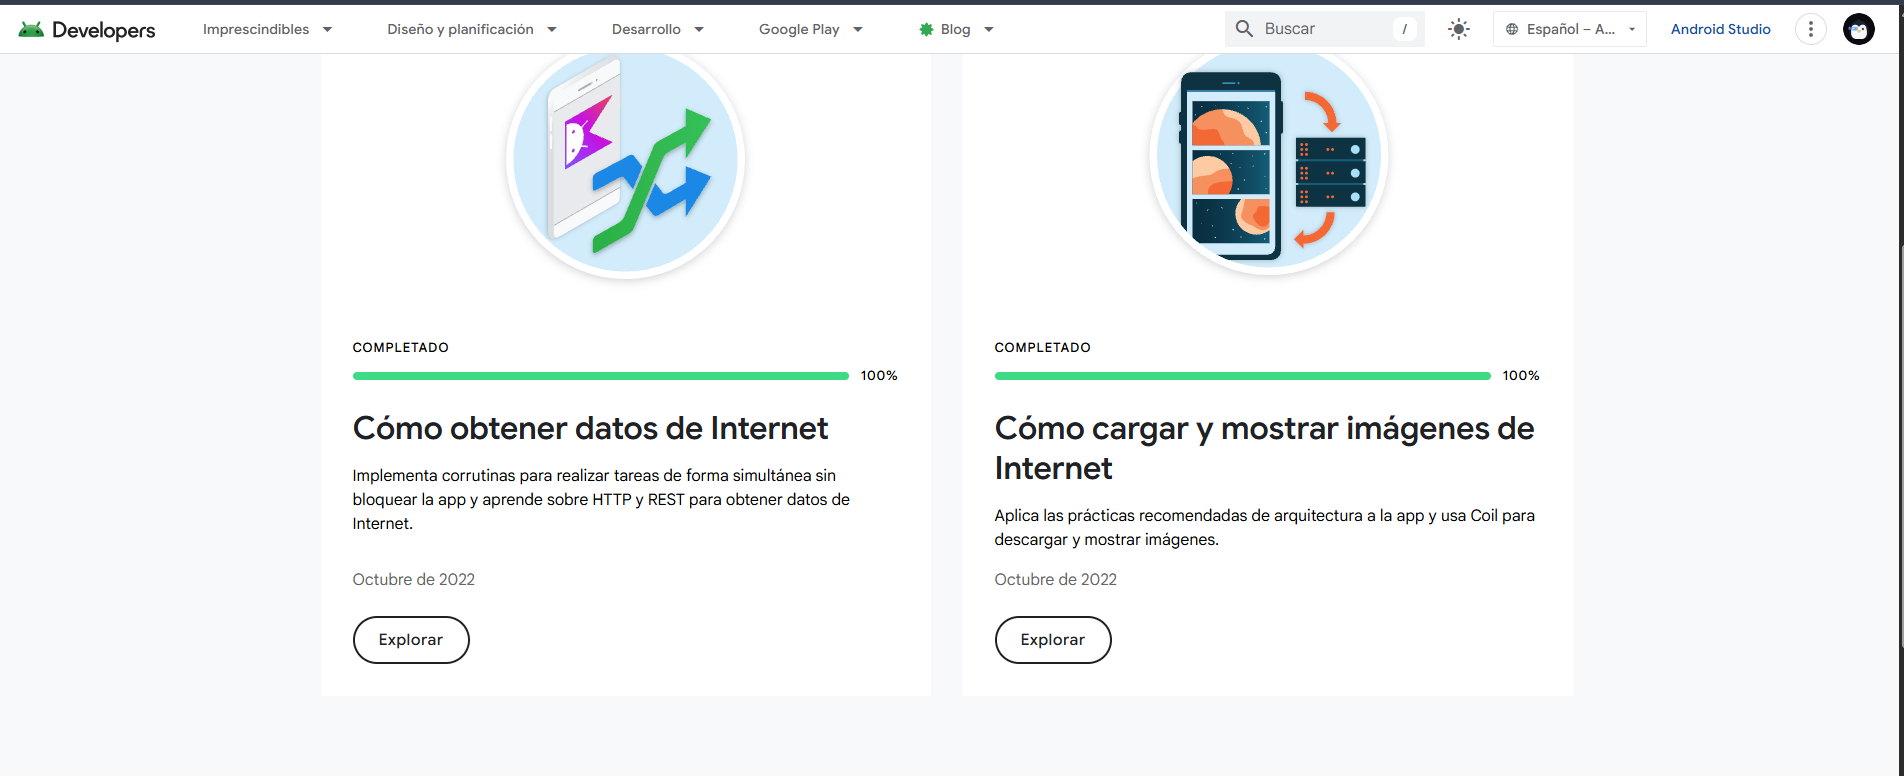 Developers Imprescindibles Diseño y planificación Desarrollo Google Play Blog Buscar / Español – A... Android Studio
COMPLETADO
100%
Cómo obtener datos de Internet
Implementa corrutinas para realizar tareas de forma simultánea sin
bloquear la app y aprende sobre HTTP y REST para obtener datos de
Internet.
Octubre de 2022
Explorar
COMPLETADO
100%
Cómo cargar y mostrar imágenes de
Internet
Aplica las prácticas recomendadas de arquitectura a la app y usa Coil para
descargar y mostrar imágenes.
Octubre de 2022
Explorar